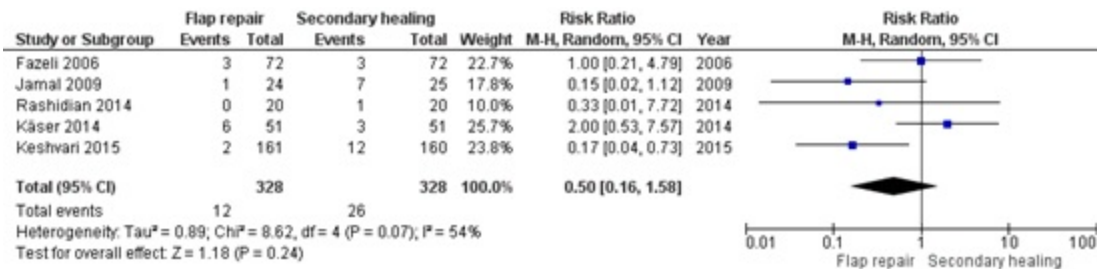 Flap repair Secondary healing Risk Ratio Risk Ratio
Study or Subgroup Events Total Events Total Weight M-H, Random, 95% CI Year M-H, Random, 95% CI
Fazeli 2006 3 72 3 72 22.7% 1.00 [0.21, 4.79] 2006
Jamal 2009 1 24 7 25 17.8% 0.15 [0.02, 1.12] 2009
Rashidian 2014 0 20 1 20 10.0% 0.33 [0.01, 7.72] 2014
Käser 2014 6 51 3 51 25.7% 2.00 [0.53, 7.57] 2014
Keshvari 2015 2 161 12 160 23.8% 0.17 [0.04, 0.73] 2015
Total (95% CI) 328 328 100.0% 0.50 [0.16, 1.58]
Total events 12 26
Heterogeneity: Tau² = 0.89; Chi² = 8.62, df = 4 (P = 0.07); I² = 54%
Test for overall effect: Z = 1.18 (P = 0.24)
0.01 0.1 1 10 100
Flap repair Secondary healing